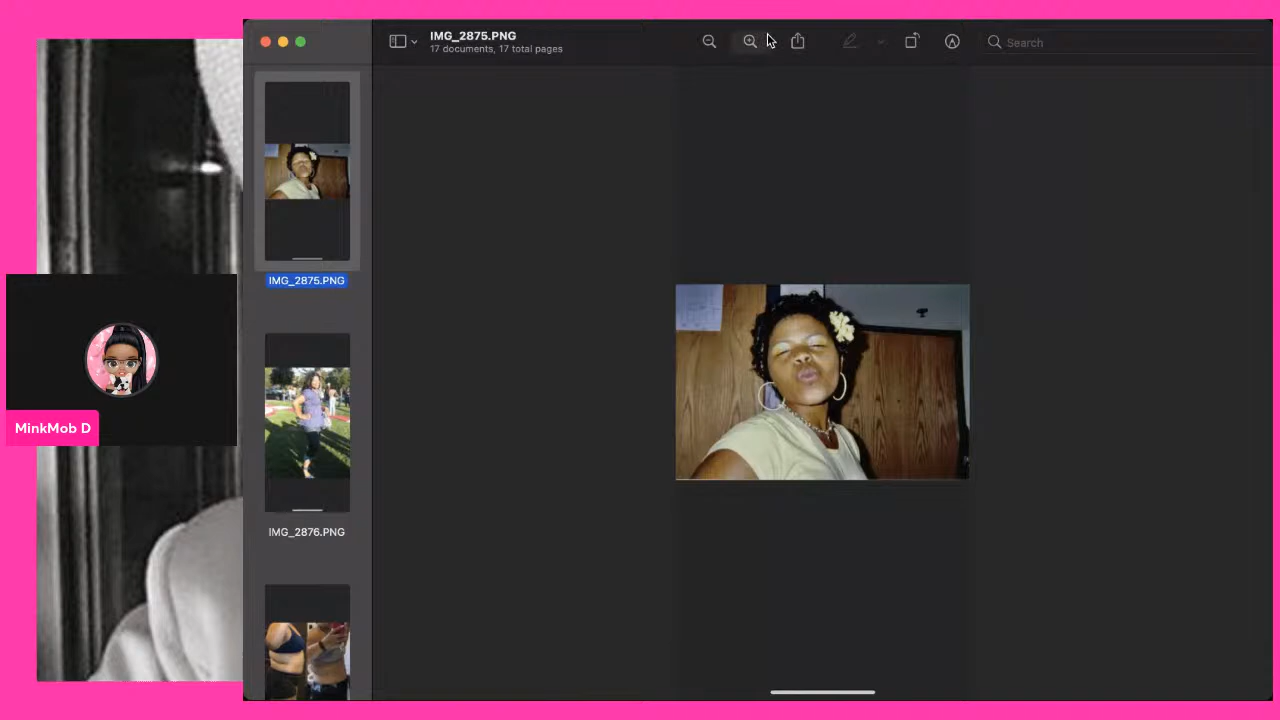 IMG_2875.PNG
17 documents, 17 total pages
Search
IMG_2875.PNG
MinkMob D
IMG_2876.PNG